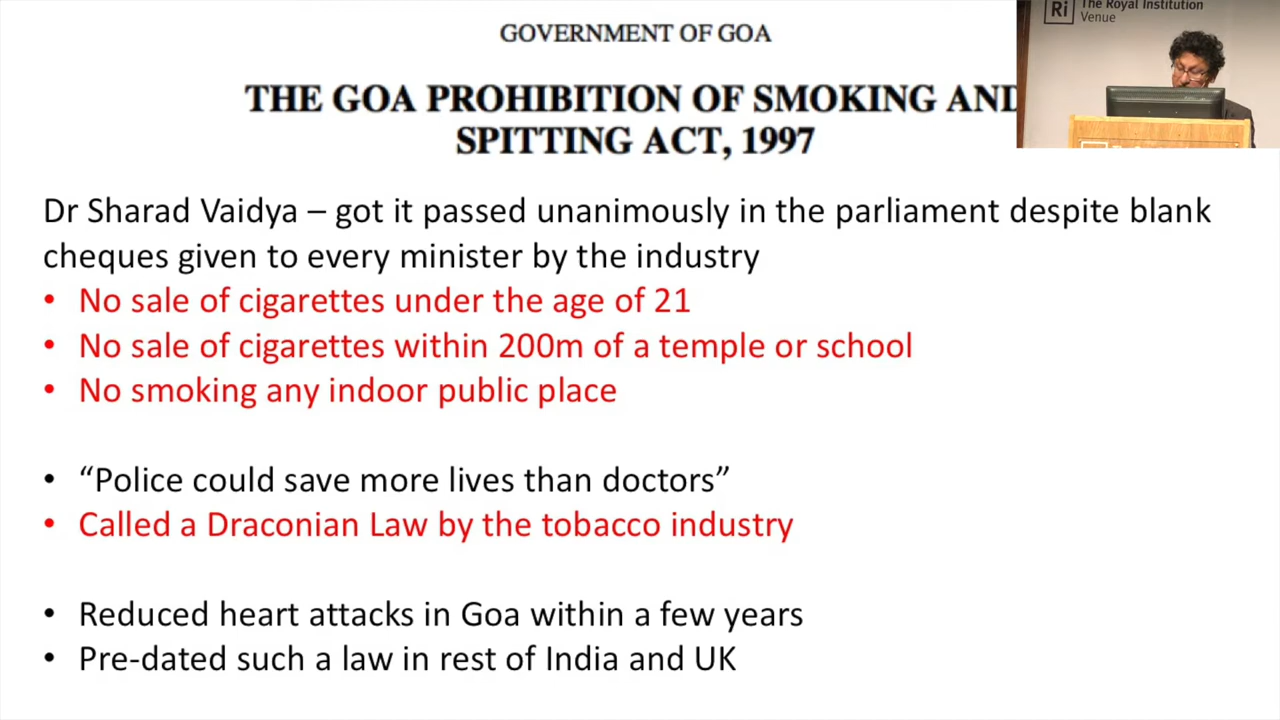 GOVERNMENT OF GOA
THE GOA PROHIBITION OF SMOKING AND
SPITTING ACT, 1997
Ri
The Royal Institution
Venue
Dr Sharad Vaidya – got it passed unanimously in the parliament despite blank
cheques given to every minister by the industry
• No sale of cigarettes under the age of 21
• No sale of cigarettes within 200m of a temple or school
• No smoking any indoor public place
• “Police could save more lives than doctors”
• Called a Draconian Law by the tobacco industry
• Reduced heart attacks in Goa within a few years
• Pre-dated such a law in rest of India and UK